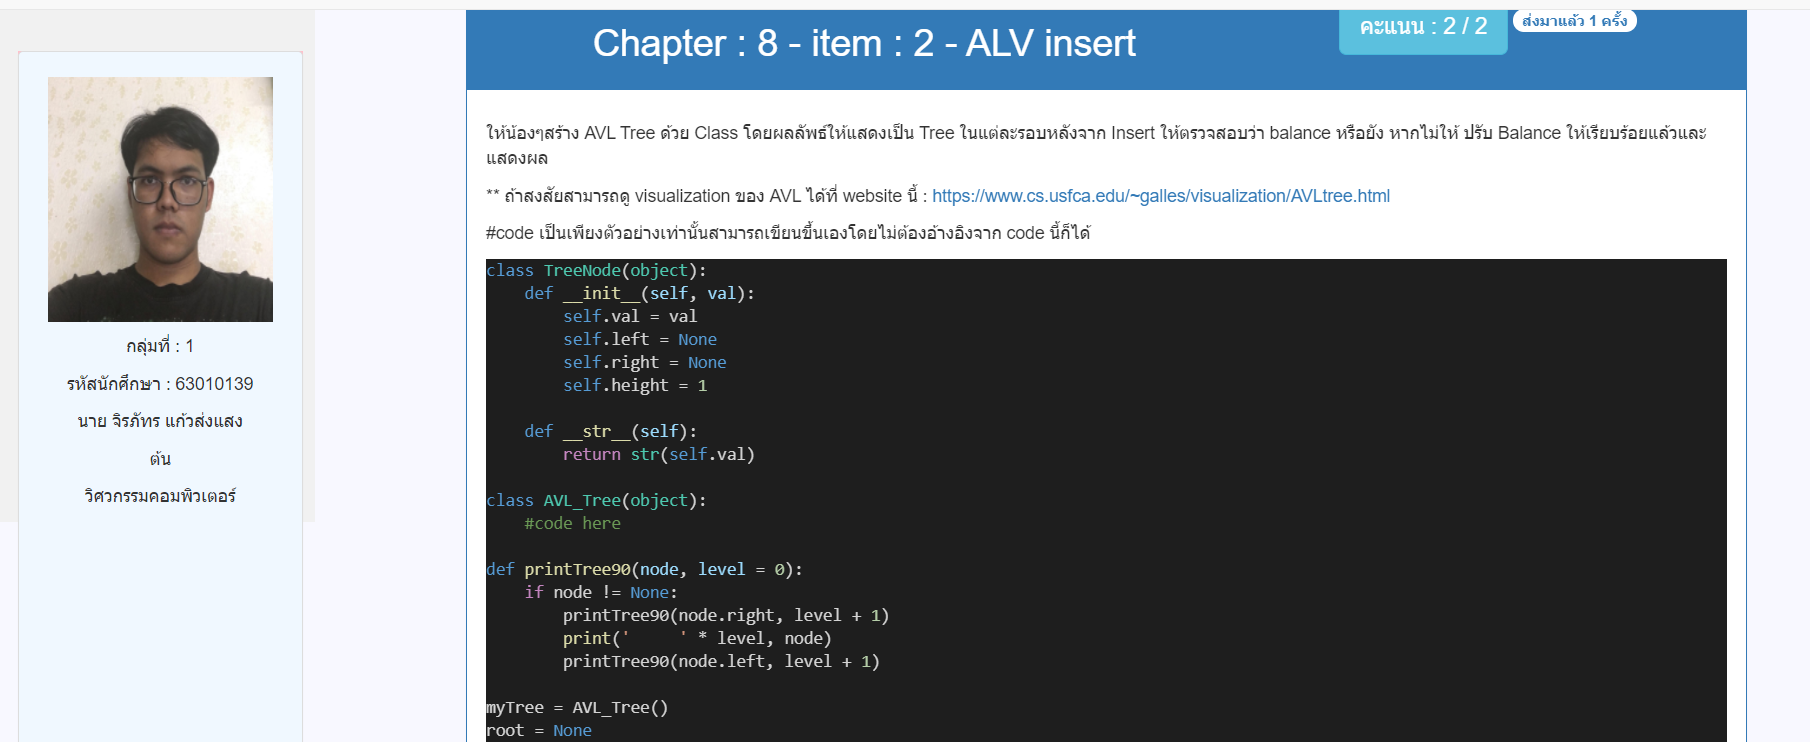 Chapter : 8 - item : 2 - ALV insert
คะแนน : 2 / 2
ส่งมาแล้ว 1 ครั้ง
กลุ่มที่ : 1
รหัสนักศึกษา : 63010139
นาย จิรภัทร แก้วส่งแสง
ต้น
วิศวกรรมคอมพิวเตอร์
ให้น้องๆสร้าง AVL Tree ด้วย Class โดยผลลัพธ์ให้แสดงเป็น Tree ในแต่ละรอบหลังจาก Insert ให้ตรวจสอบว่า balance หรือยัง หากไม่ให้ ปรับ Balance ให้เรียบร้อยแล้วและ
แสดงผล
** ถ้าสงสัยสามารถดู visualization ของ AVL ได้ที่ website นี้ : https://www.cs.usfca.edu/~galles/visualization/AVLtree.html
#code เป็นเพียงตัวอย่างเท่านั้นสามารถเขียนขึ้นเองโดยไม่ต้องอ้างอิงจาก code นี้ก็ได้
class TreeNode(object):
    def __init__(self, val):
        self.val = val
        self.left = None
        self.right = None
        self.height = 1
    def __str__(self):
        return str(self.val)
class AVL_Tree(object):
    #code here
def printTree90(node, level = 0):
    if node != None:
        printTree90(node.right, level + 1)
        print('     ' * level, node)
        printTree90(node.left, level + 1)
myTree = AVL_Tree()
root = None